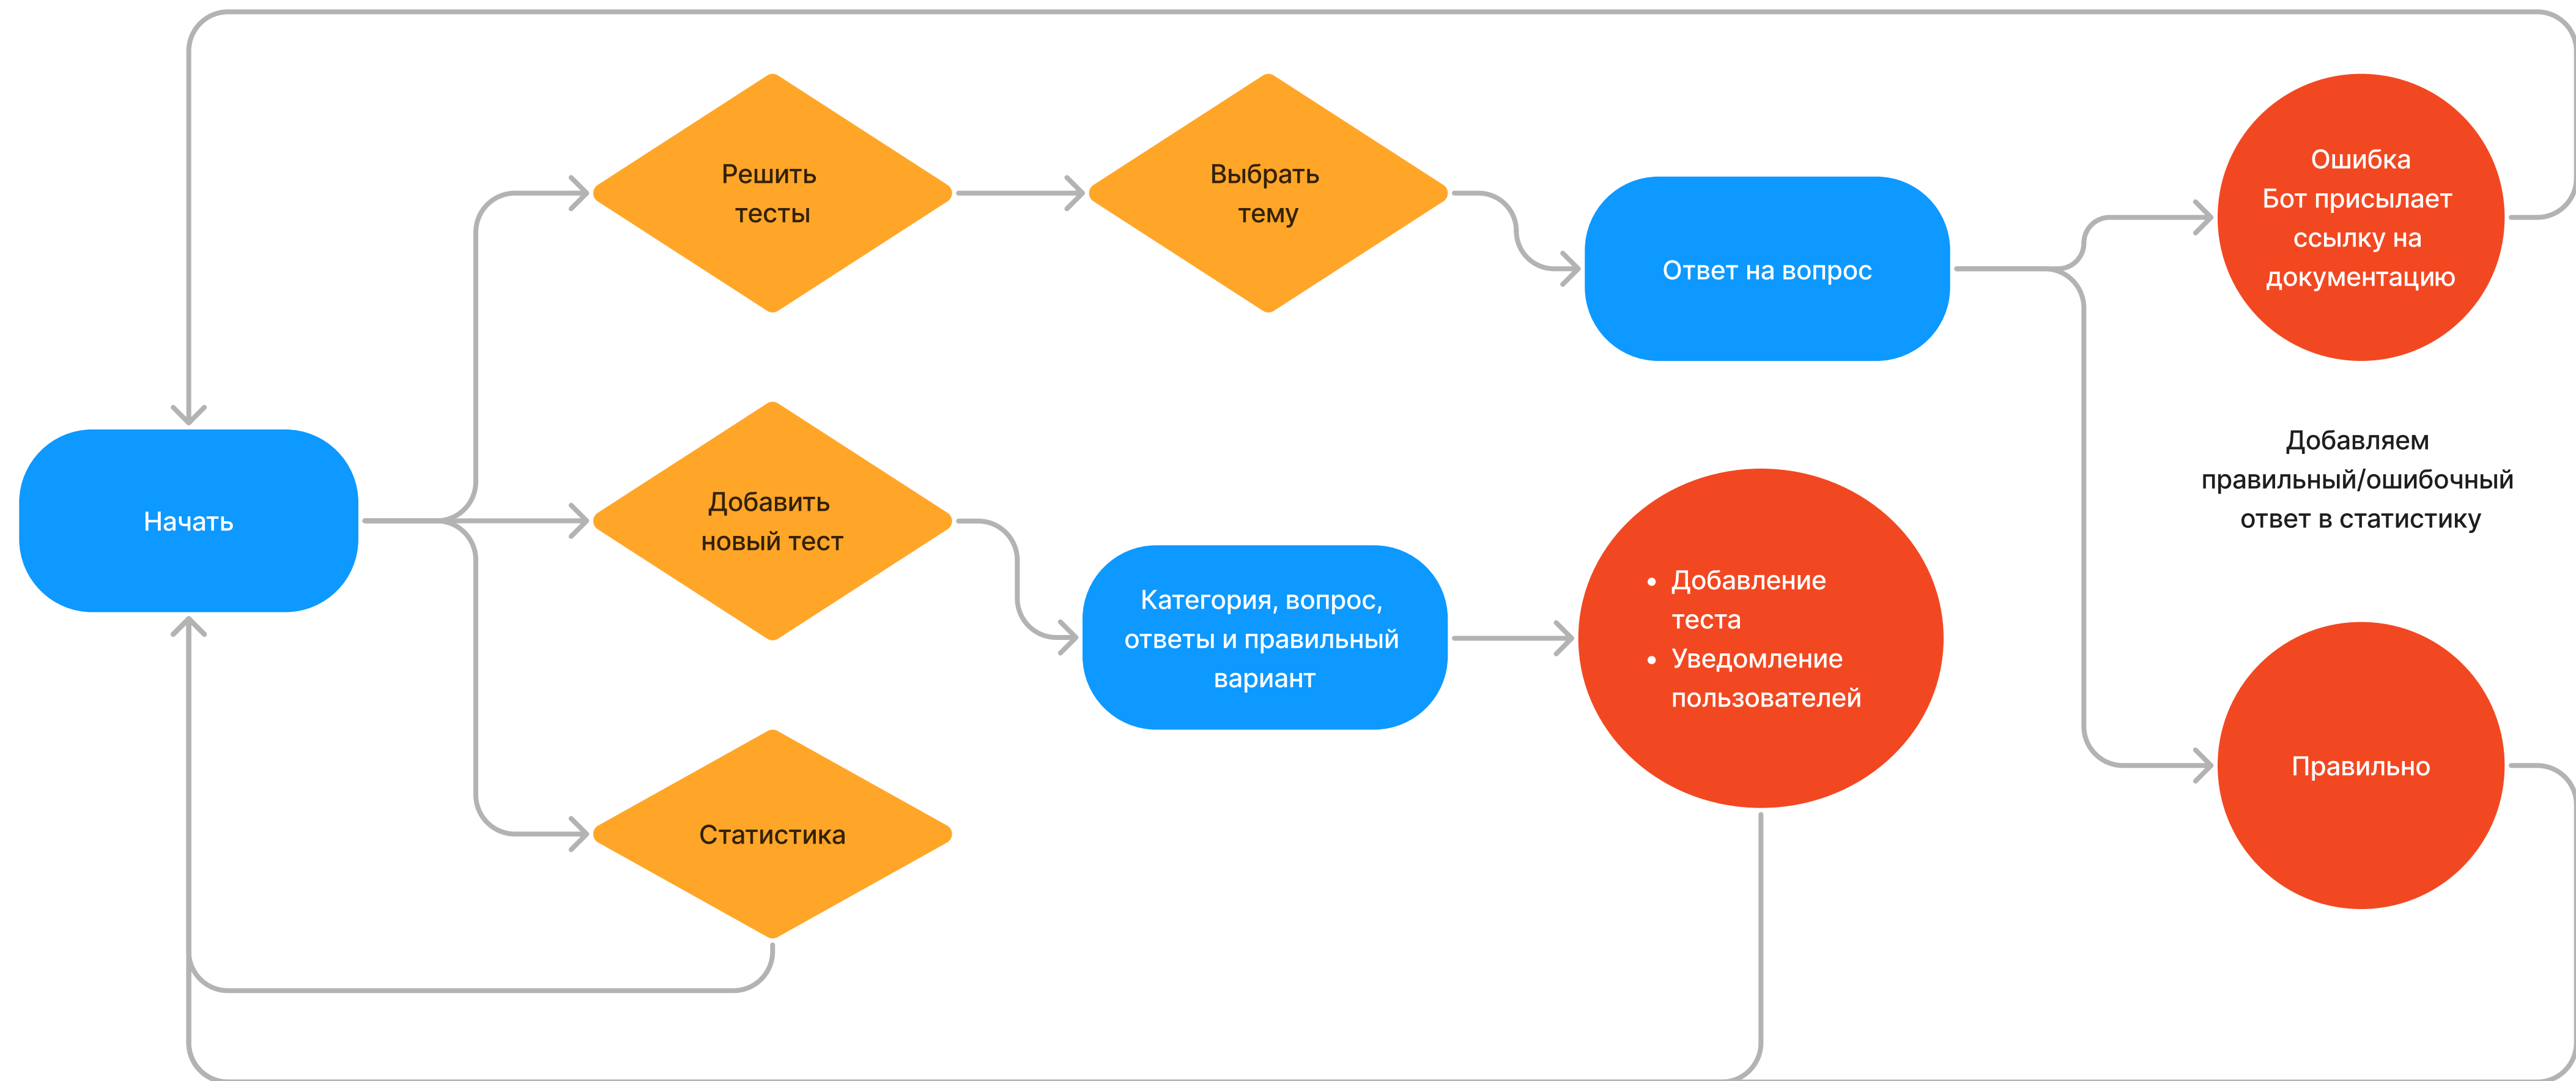 Решить
тесты
Выбрать
тему
Ответ на вопрос
Ошибка
Бот присылает
ссылку на
документацию
Начать
Добавить
новый тест
Категория, вопрос,
ответы и правильный
вариант
• Добавление
теста
• Уведомление
пользователей
Добавляем
правильный/ошибочный
ответ в статистику
Статистика
Правильно